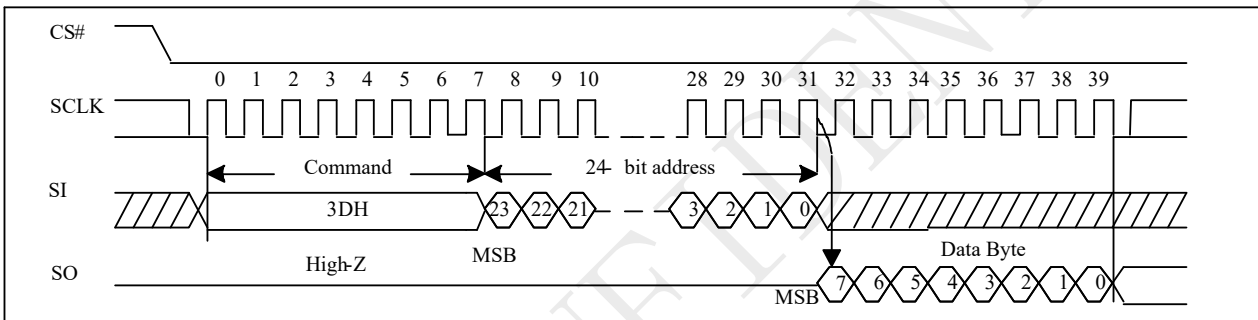 CS#
0 1 2 3 4 5 6 7 8 9 10 28 29 30 31 32 33 34 35 36 37 38 39
SCLK
Command 24- bit address
SI
3DH 23 22 21 3 2 1 0
High-Z MSB Data Byte
SO
MSB 7 6 5 4 3 2 1 0